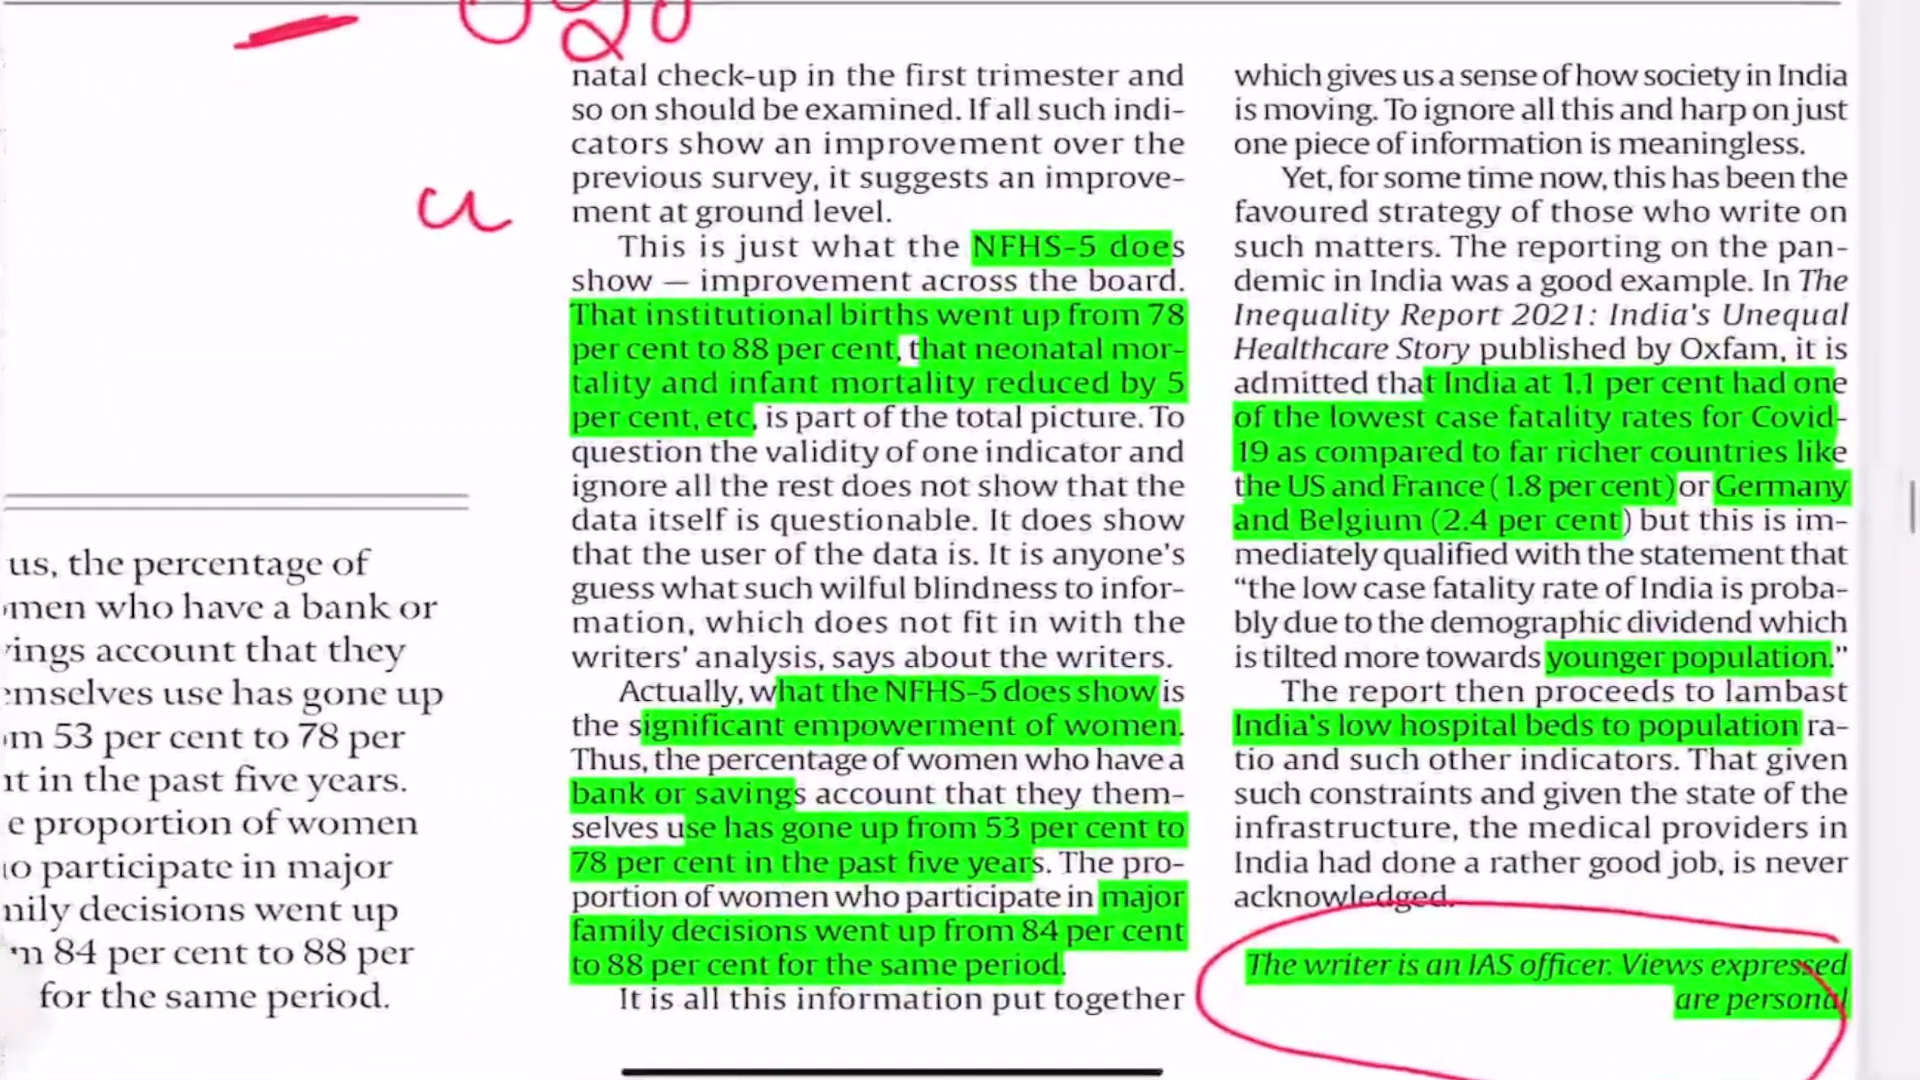 us, the percentage of
who have a bank or
account that they
use has gone up
53 per cent to 78 per
in the past five years.
proportion of women
participate in major
decisions went up
84 per cent to 88 per
for the same period.
natal check-up in the first trimester and
so on should be examined. If all such indi-
cators show an improvement over the
previous survey, it suggests an improve-
ment at ground level.
This is just what the NFHS-5 does
show — improvement across the board.
That institutional births went up from 78
per cent to 88 per cent, that neonatal mor-
tality and infant mortality reduced by 5
per cent, etc, is part of the total picture. To
question the validity of one indicator and
ignore all the rest does not show that the
data itself is questionable. It does show
that the user of the data is. It is anyone's
guess what such wilful blindness to infor-
mation, which does not fit in with the
writers' analysis, says about the writers.
Actually, what the NFHS-5 does show is
the significant empowerment of women.
Thus, the percentage of women who have a
bank or savings account that they them-
selves use has gone up from 53 per cent to
78 per cent in the past five years. The pro-
portion of women who participate in major
family decisions went up from 84 per cent
to 88 per cent for the same period.
It is all this information put together
which gives us a sense of how society in India
is moving. To ignore all this and harp on just
one piece of information is meaningless.
Yet, for some time now, this has been the
favoured strategy of those who write on
such matters. The reporting on the pan-
demic in India was a good example. In The
Inequality Report 2021: India's Unequal
Healthcare Story published by Oxfam, it is
admitted that India at 1.1 per cent had one
of the lowest case fatality rates for Covid-
19 as compared to far richer countries like
the US and France (1.8 per cent) or Germany
and Belgium (2.4 per cent) but this is im-
mediately qualified with the statement that
“the low case fatality rate of India is proba-
bly due to the demographic dividend which
is tilted more towards younger population.”
The report then proceeds to lambast
India's low hospital beds to population ra-
tio and such other indicators. That given
such constraints and given the state of the
infrastructure, the medical providers in
India had done a rather good job, is never
acknowledged.
The writer is an IAS officer. Views expressed
are personal